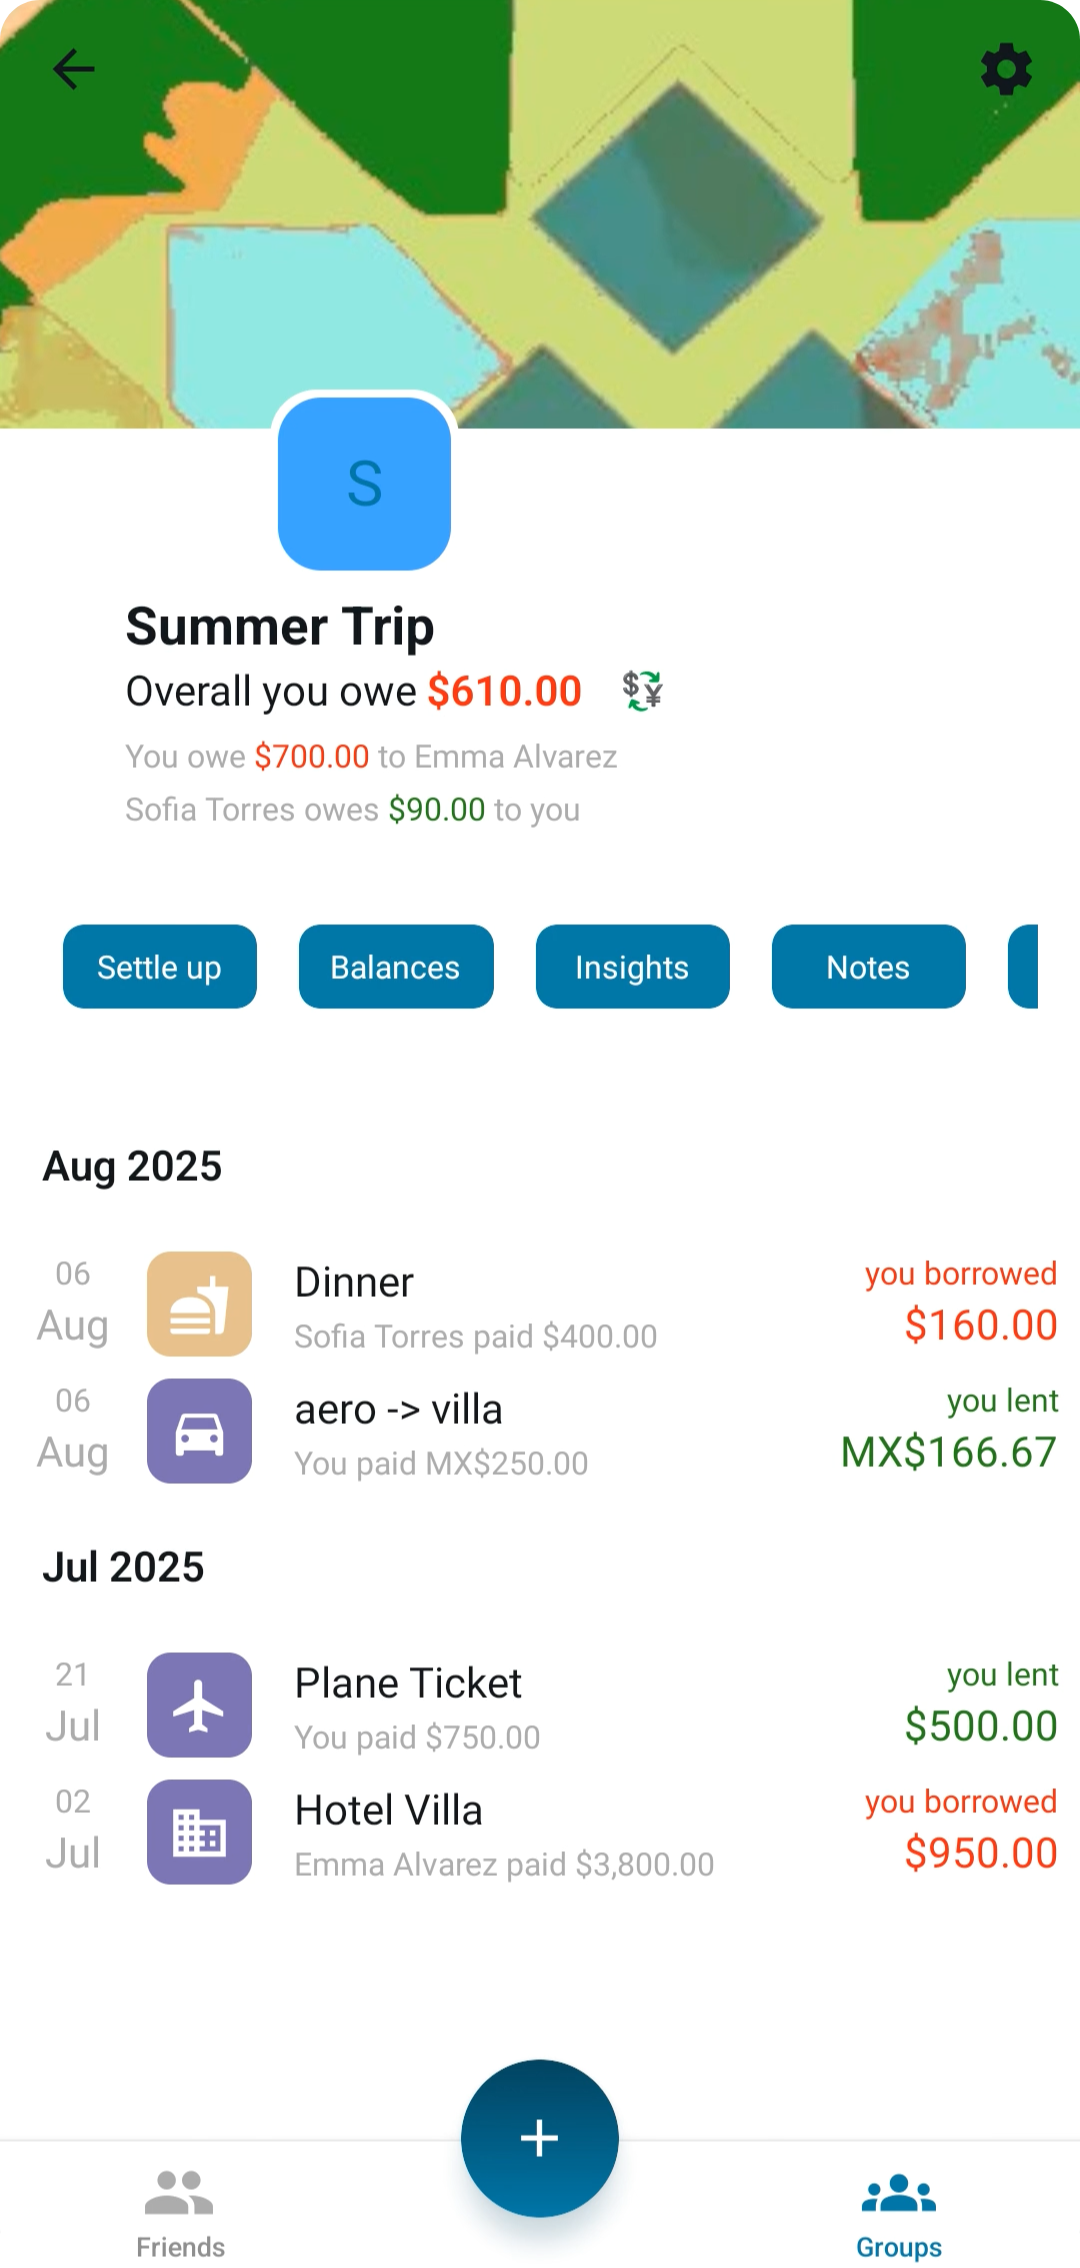 S
Summer Trip
Overall you owe $610.00
You owe $700.00 to Emma Alvarez
Sofia Torres owes $90.00 to you
Settle up Balances Insights Notes
Aug 2025
06 Aug Dinner you borrowed
Sofia Torres paid $400.00 $160.00
06 Aug aero -> villa you lent
You paid MX$250.00 MX$166.67
Jul 2025
21 Jul Plane Ticket you lent
You paid $750.00 $500.00
02 Jul Hotel Villa you borrowed
Emma Alvarez paid $3,800.00 $950.00
+
Friends Groups